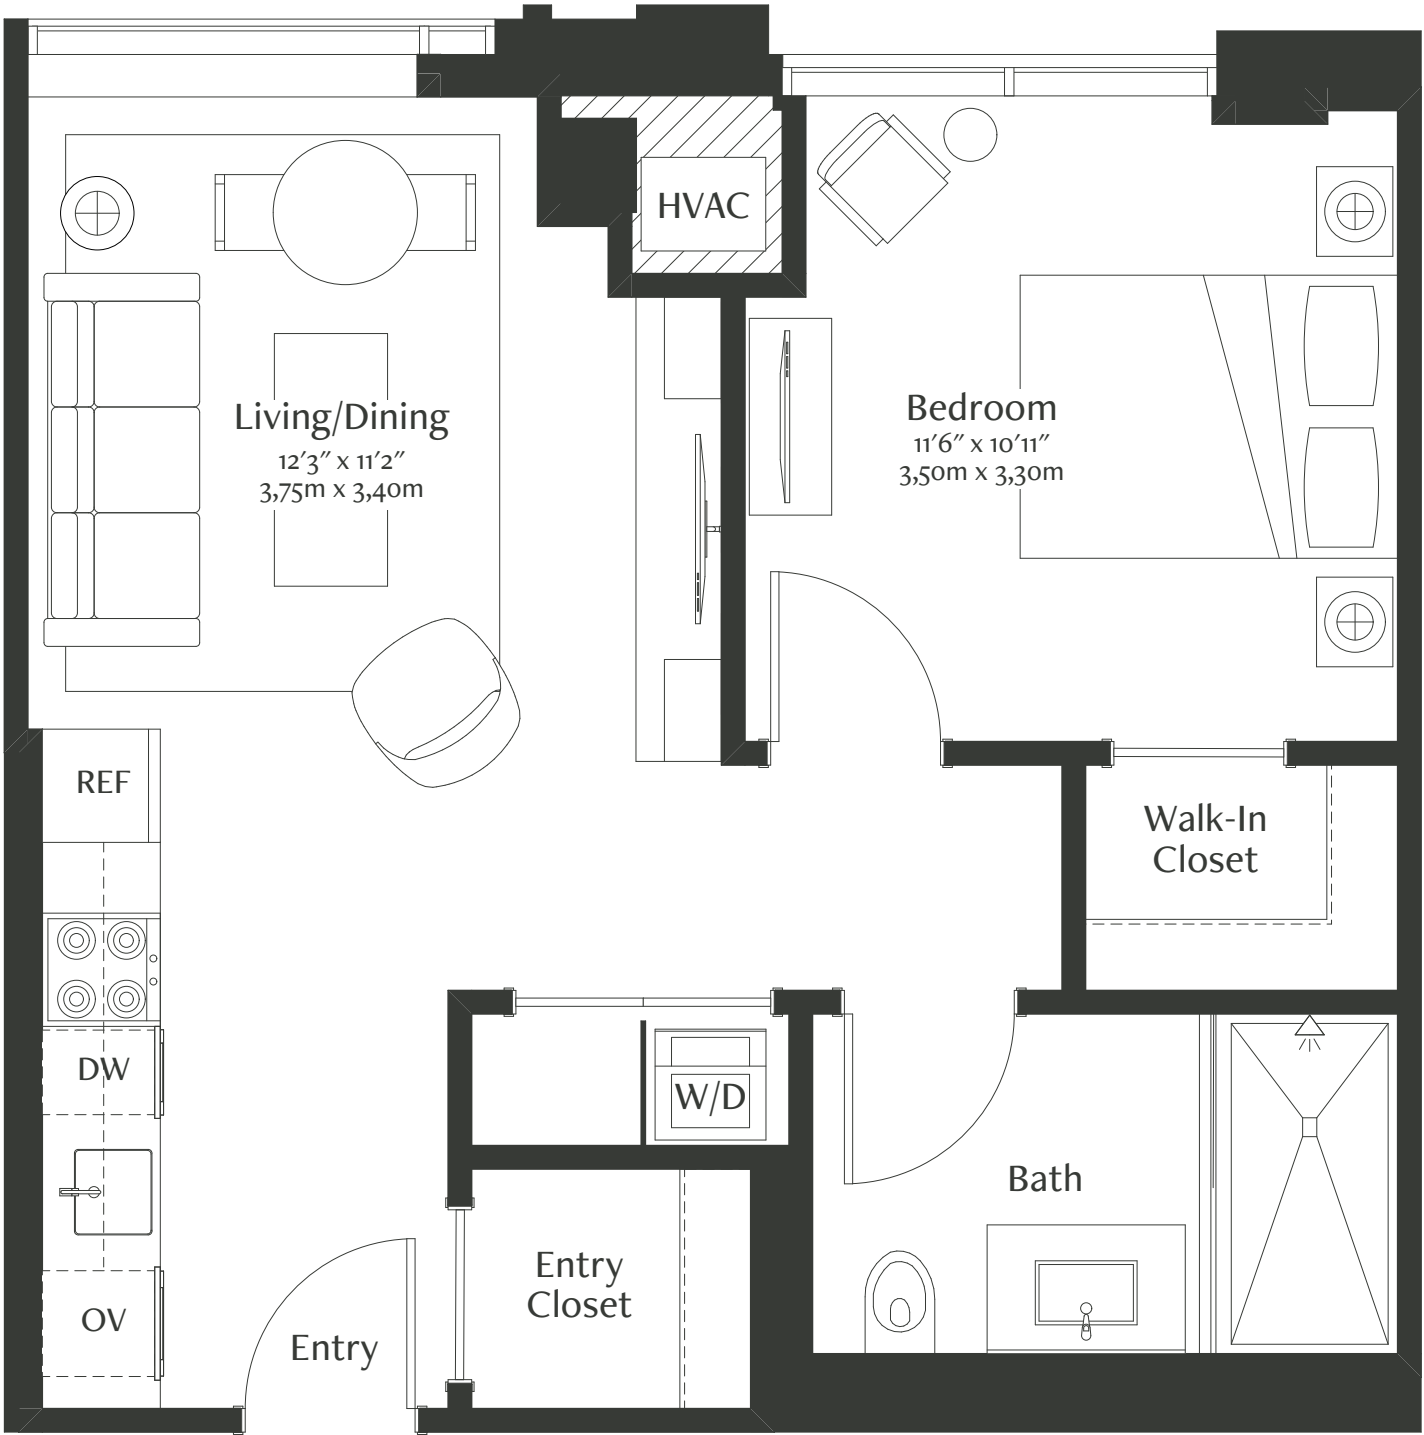 HVAC
Living/Dining
12'3" x 11'2"
3,75m x 3,40m
Bedroom
11'6" x 10'11"
3,50m x 3,30m
REF
Walk-In
Closet
DW
W/D
Bath
Entry
Closet
OV
Entry